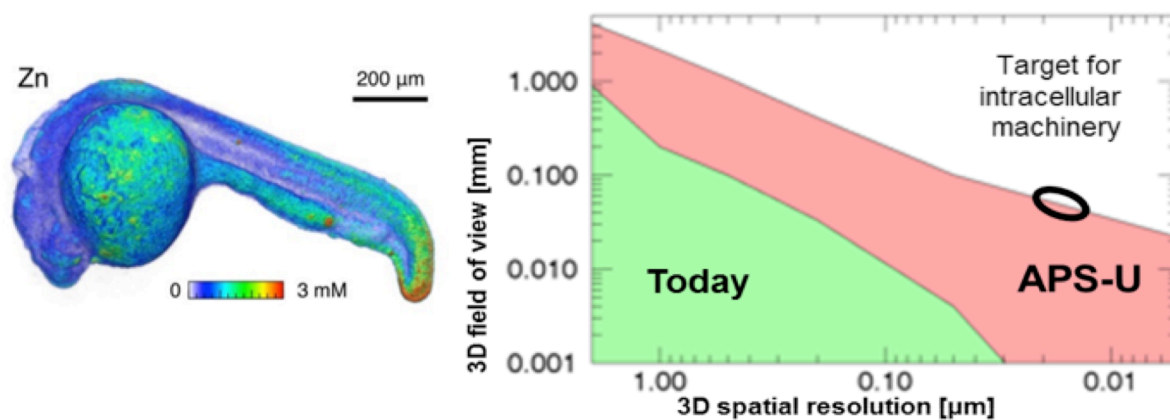 Zn
200 µm
0
3 mM
3D field of view [mm]
1.000
0.100
0.010
0.001
Target for
intracellular
machinery
Today
APS-U
1.00
0.10
0.01
3D spatial resolution [µm]